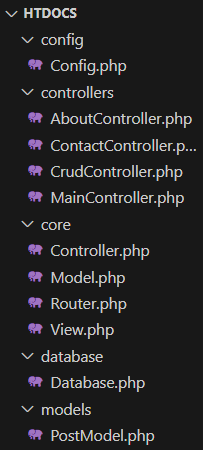 HTDOCS
config
Config.php
controllers
AboutController.php
ContactController.p...
CrudController.php
MainController.php
core
Controller.php
Model.php
Router.php
View.php
database
Database.php
models
PostModel.php